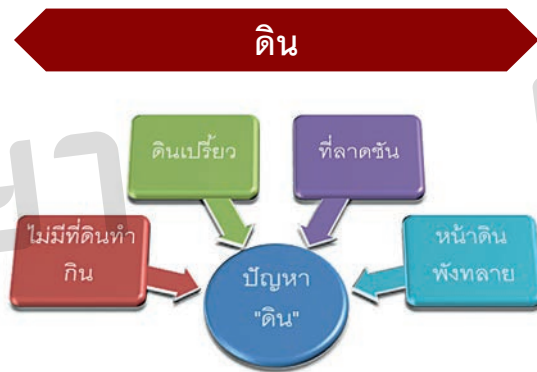 ดิน
ดินเปรี้ยว
ที่ลาดชัน
ไม่มีที่ดินทำ
กิน
หน้าดิน
พังทลาย
ปัญหา
"ดิน"